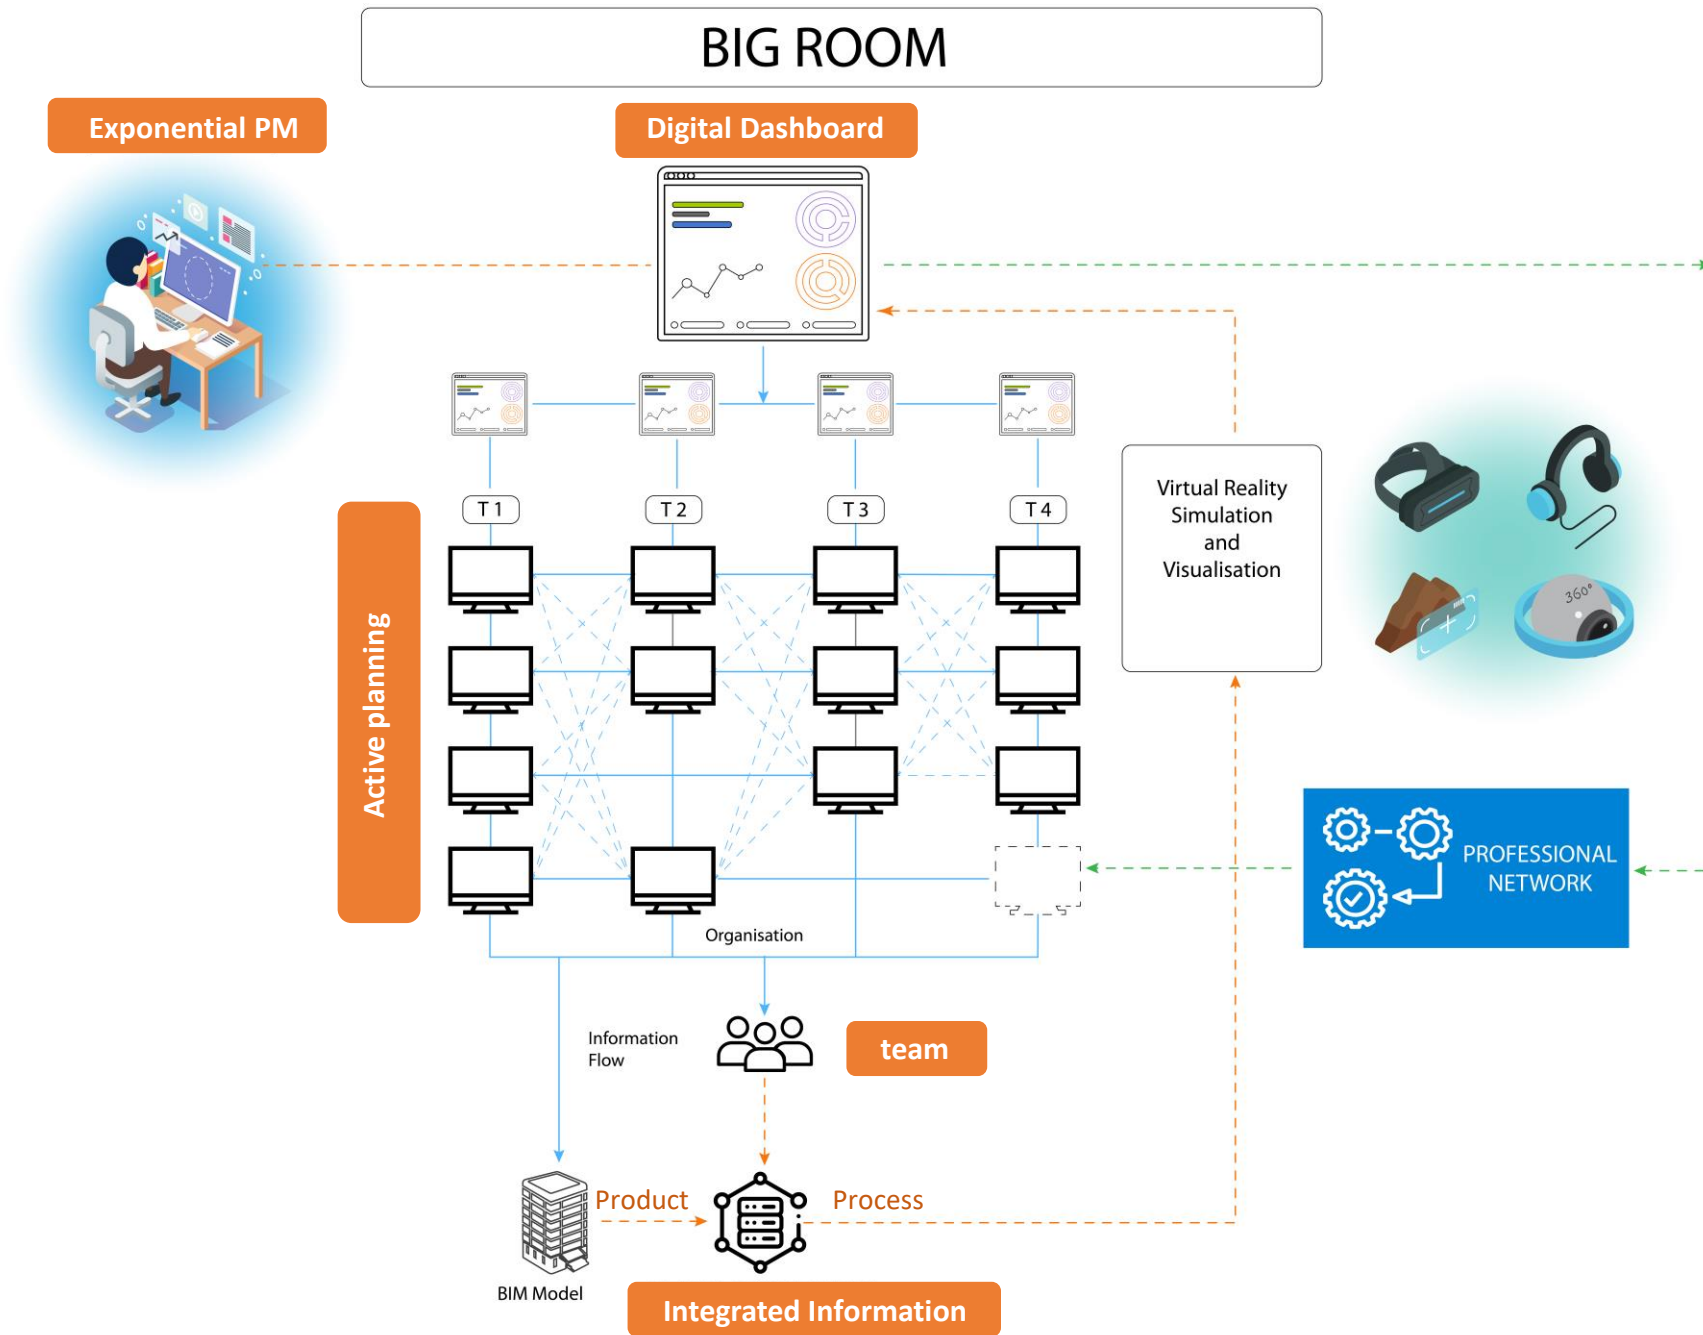 BIG ROOM
Exponential PM
Digital Dashboard
T 1
T 2
T 3
T 4
Active planning
Virtual Reality
Simulation
and
Visualisation
360°
PROFESSIONAL
NETWORK
Organisation
Information
Flow
team
Product
Process
BIM Model
Integrated Information